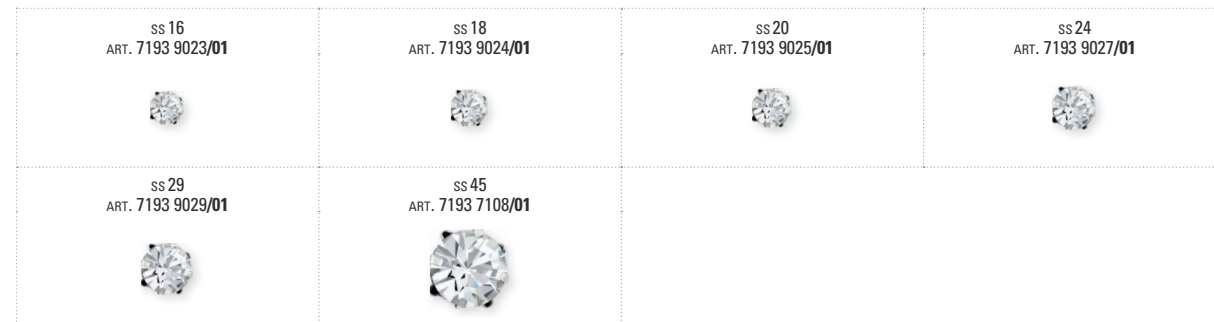 SS 16
ART. 7193 9023/01
SS 18
ART. 7193 9024/01
SS 20
ART. 7193 9025/01
SS 24
ART. 7193 9027/01
SS 29
ART. 7193 9029/01
SS 45
ART. 7193 7108/01